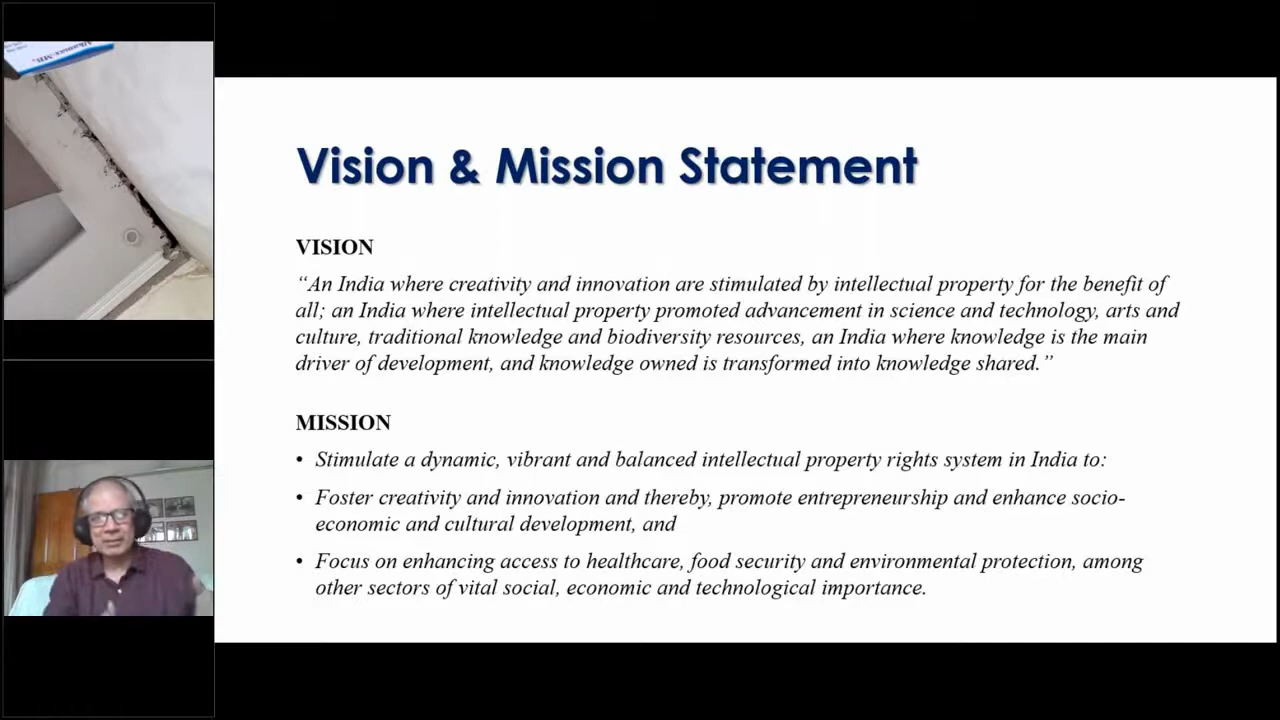 Vision & Mission Statement
VISION
“An India where creativity and innovation are stimulated by intellectual property for the benefit of
all; an India where intellectual property promoted advancement in science and technology, arts and
culture, traditional knowledge and biodiversity resources, an India where knowledge is the main
driver of development, and knowledge owned is transformed into knowledge shared.”
MISSION
• Stimulate a dynamic, vibrant and balanced intellectual property rights system in India to:
• Foster creativity and innovation and thereby, promote entrepreneurship and enhance socio-
economic and cultural development, and
• Focus on enhancing access to healthcare, food security and environmental protection, among
other sectors of vital social, economic and technological importance.